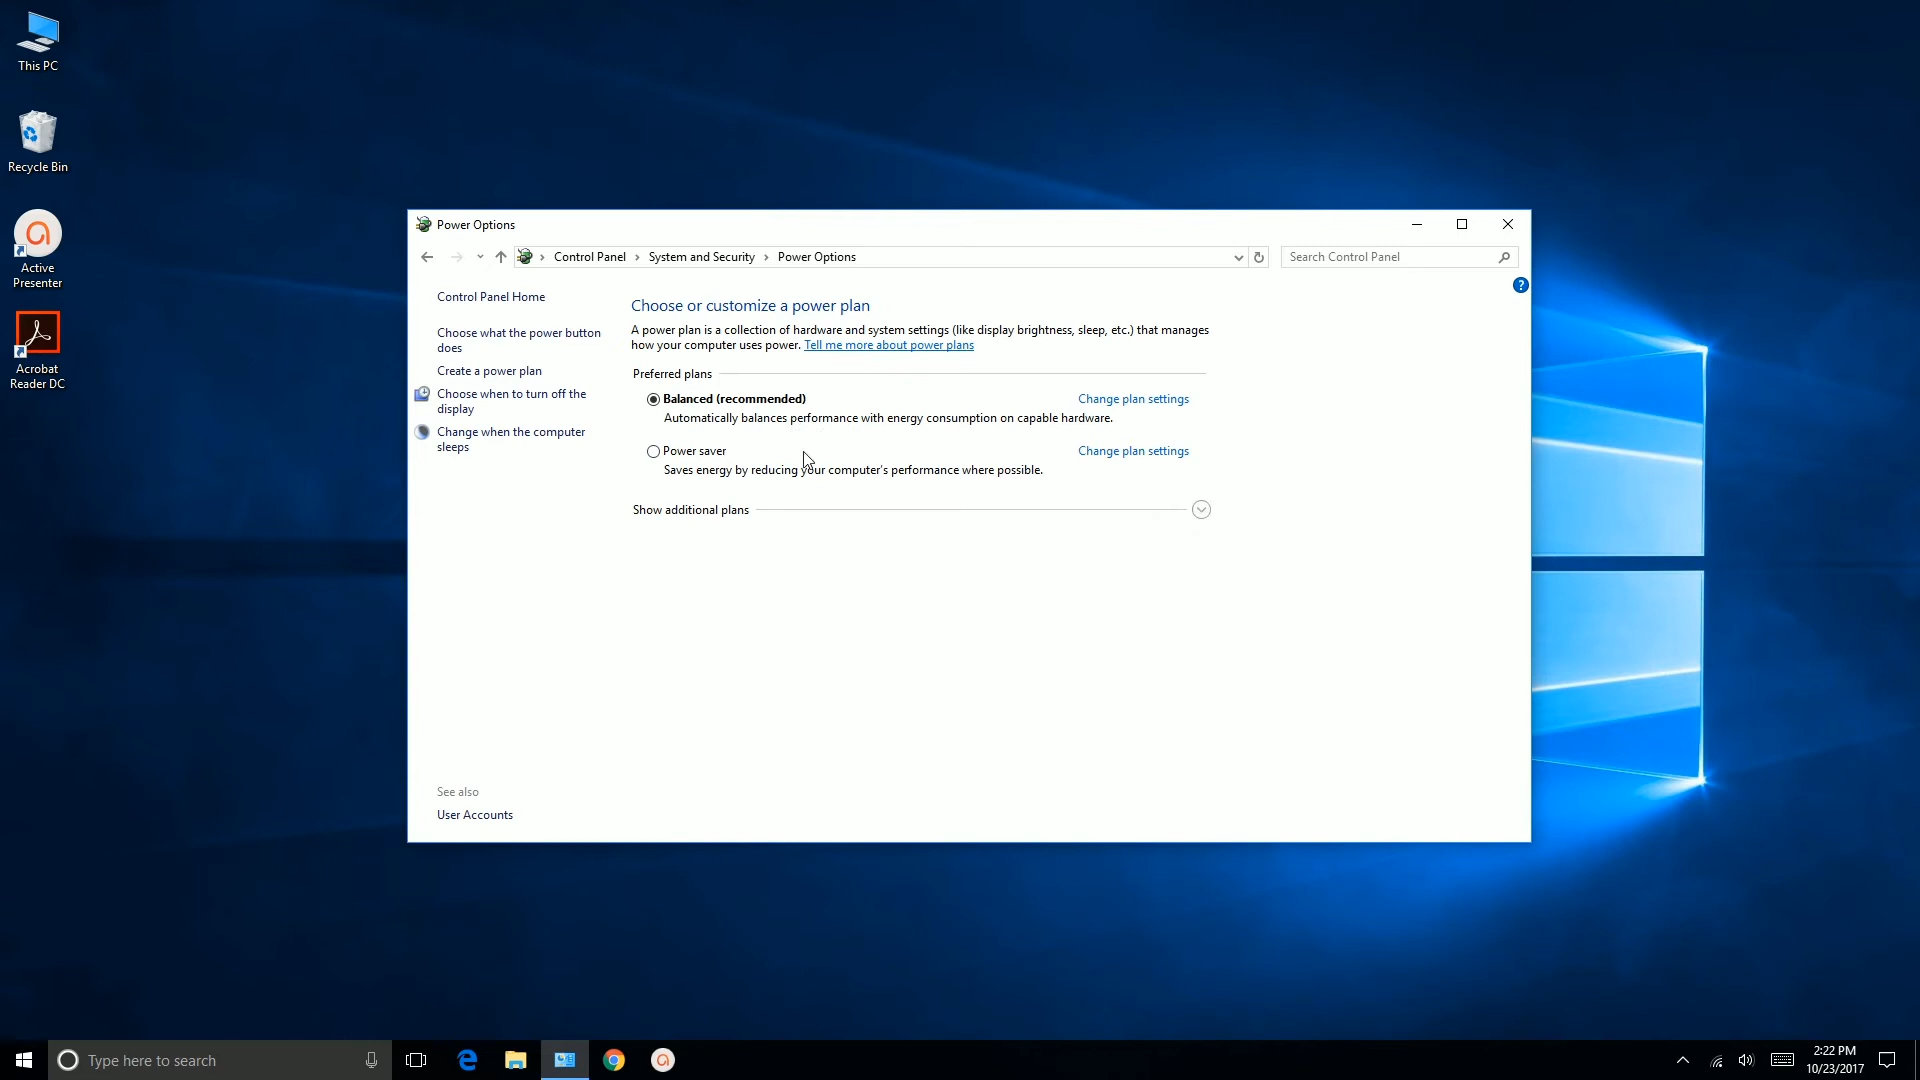 This PC
Recycle Bin
Active
Presenter
Acrobat
Reader DC
Power Options
Control Panel
System and Security
Power Options
Search Control Panel
?
Control Panel Home
Choose what the power button
does
Create a power plan
Choose when to turn off the
display
Change when the computer
sleeps
See also
User Accounts
Choose or customize a power plan
A power plan is a collection of hardware and system settings (like display brightness, sleep, etc.) that manages
how your computer uses power. Tell me more about power plans
Preferred plans
Balanced (recommended)
Change plan settings
Automatically balances performance with energy consumption on capable hardware.
Power saver
Change plan settings
Saves energy by reducing your computer's performance where possible.
Show additional plans
Type here to search
2:22 PM
10/23/2017